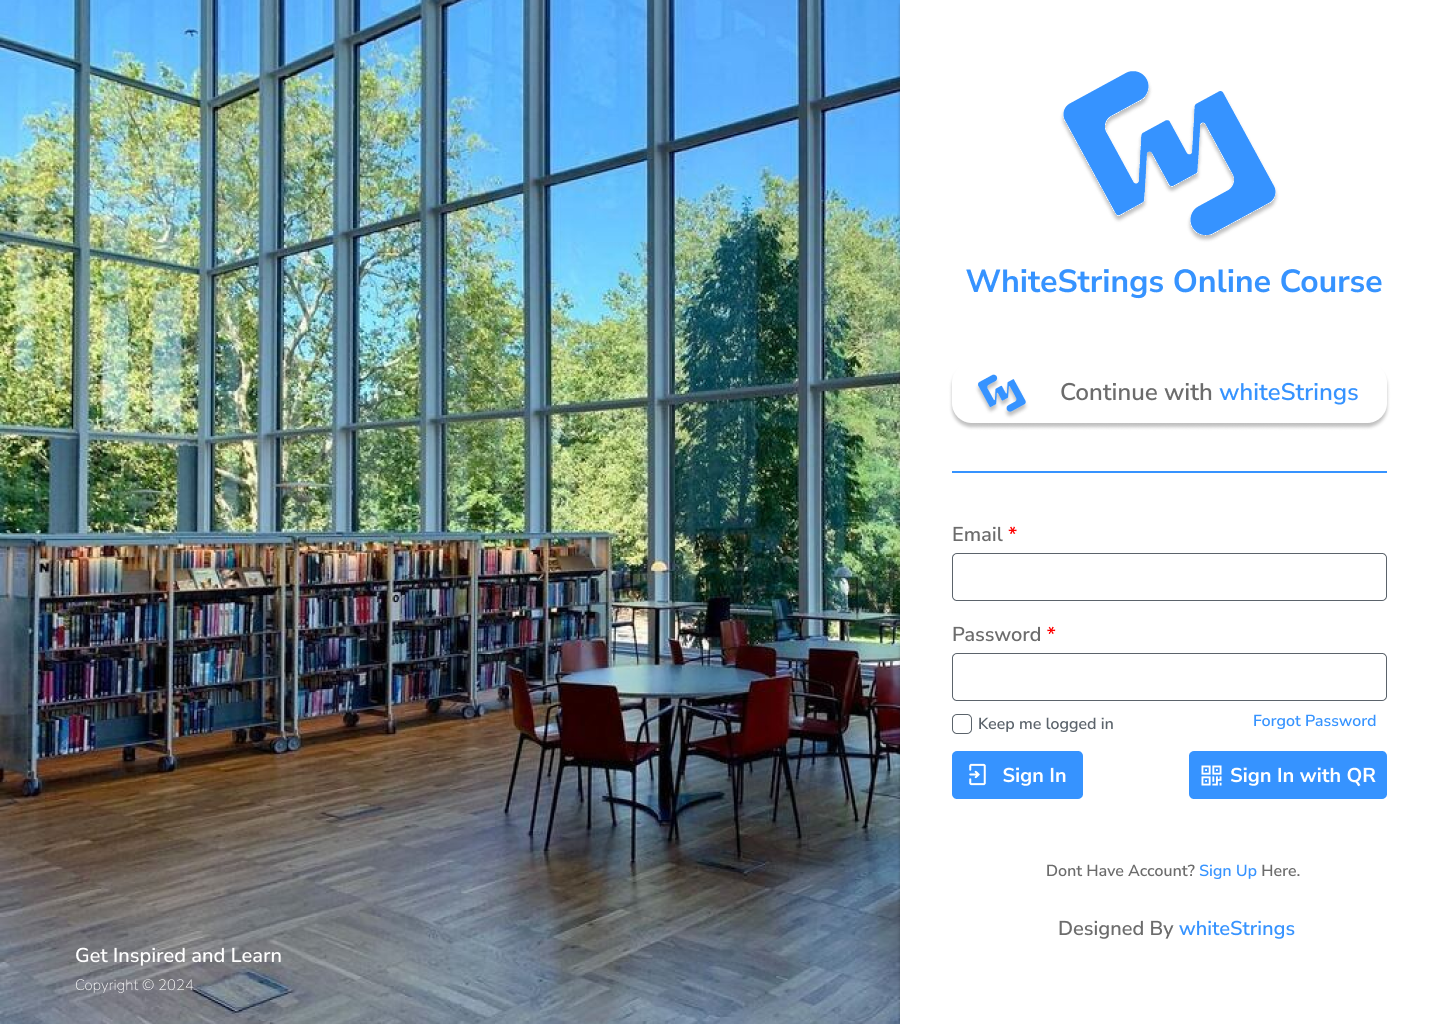 WhiteStrings Online Course
Continue with whiteStrings
Email *
Password *
Keep me logged in
Forgot Password
Sign In
Sign In with QR
Dont Have Account? Sign Up Here.
Designed By whiteStrings
N
O
Get Inspired and Learn
Copyright © 2024